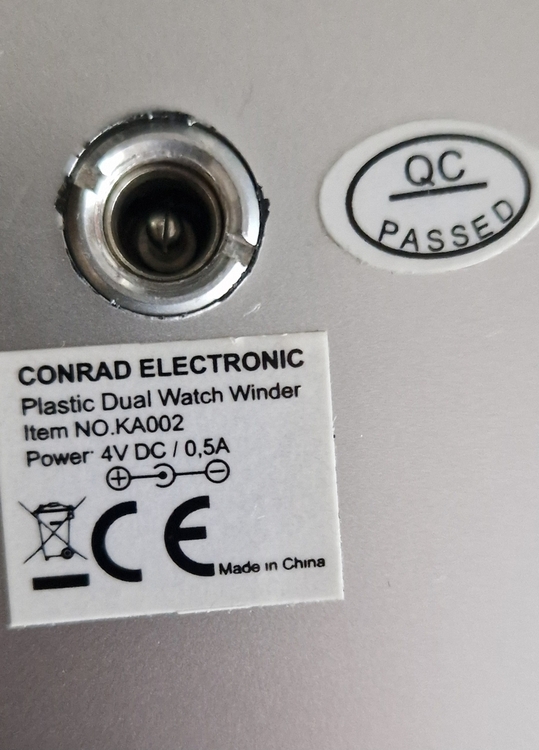 QC
PASSED
CONRAD ELECTRONIC
Plastic Dual Watch Winder
Item NO.KA002
Power: 4V DC / 0,5A
CE
Made in China